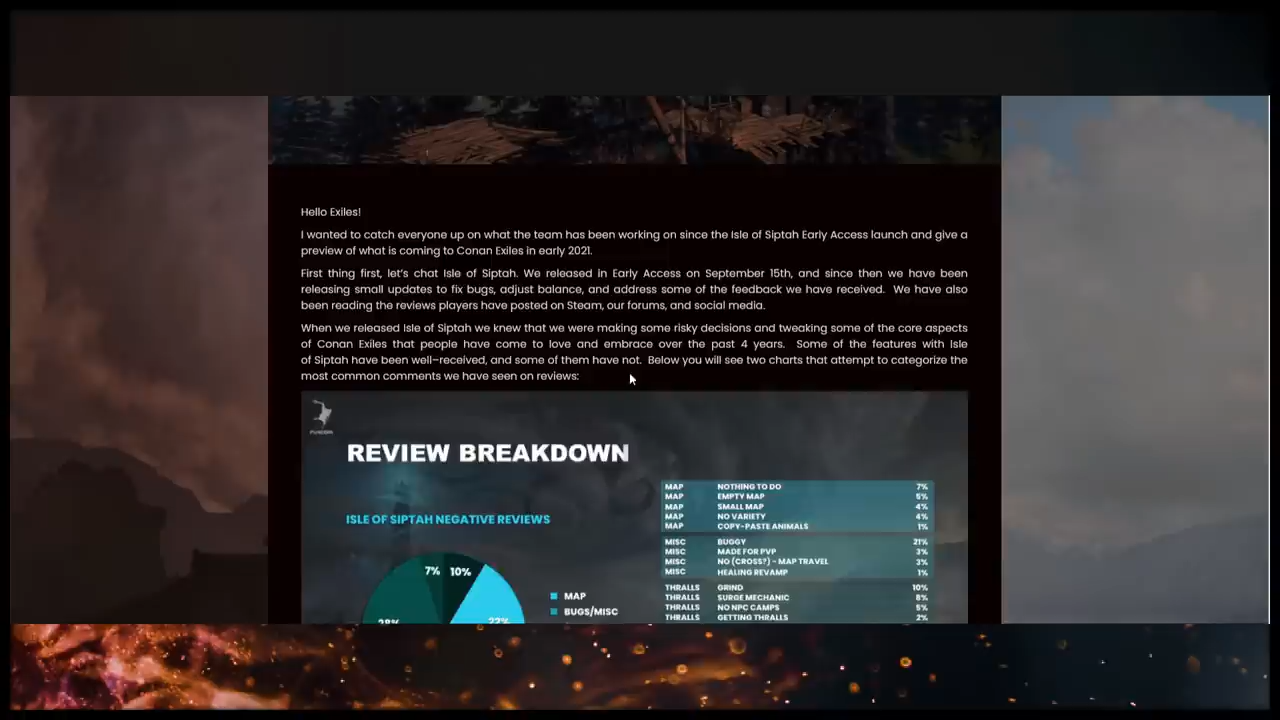 Hello Exiles!
I wanted to catch everyone up on what the team has been working on since the Isle of Siptah Early Access launch and give a
preview of what is coming to Conan Exiles in early 2021.
First thing first, let's chat Isle of Siptah. We released in Early Access on September 15th, and since then we have been
releasing small updates to fix bugs, adjust balance, and address some of the feedback we have received. We have also
been reading the reviews players have posted on Steam, our forums, and social media.
When we released Isle of Siptah we knew that we were making some risky decisions and tweaking some of the core aspects
of Conan Exiles that people have come to love and embrace over the past 4 years. Some of the features with Isle
of Siptah have been well-received, and some of them have not. Below you will see two charts that attempt to categorize the
most common comments we have seen on reviews:
FUNCOM
REVIEW BREAKDOWN
ISLE OF SIPTAH NEGATIVE REVIEWS
MAP NOTHING TO DO 7%
MAP EMPTY MAP 5%
MAP SMALL MAP 4%
MAP NO VARIETY 4%
MAP COPY-PASTE ANIMALS 1%
MISC BUGGY 21%
MISC MADE FOR PVP 3%
MISC NO (CROSS?) - MAP TRAVEL 3%
MISC HEALING REVAMP 1%
THRALLS GRIND 10%
THRALLS SURGE MECHANIC 8%
THRALLS NO NPC CAMPS 5%
THRALLS GETTING THRALLS 2%
7% 10%
MAP
BUGS/MISC